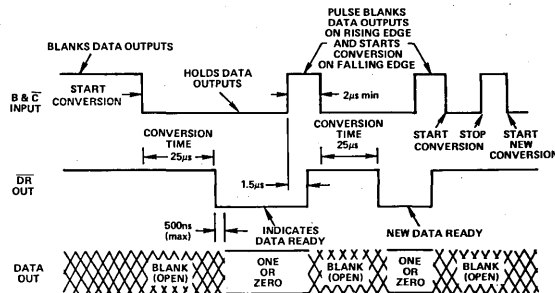 PULSE BLANKS
DATA OUTPUTS
ON RISING EDGE
AND STARTS
CONVERSION
ON FALLING EDGE
BLANKS DATA OUTPUTS
HOLDS DATA
OUTPUTS
START
CONVERSION
2µs min
B & C̅
INPUT
CONVERSION
TIME
25µs
CONVERSION
TIME
25µs
START
CONVERSION
STOP
START
NEW
CONVERSION
D̅R̅
OUT
1.5µs
500ns
(max)
INDICATES
DATA READY
NEW DATA READY
DATA
OUT
BLANK
(OPEN)
ONE
OR
ZERO
BLANK
(OPEN)
ONE
OR
ZERO
BLANK
(OPEN)